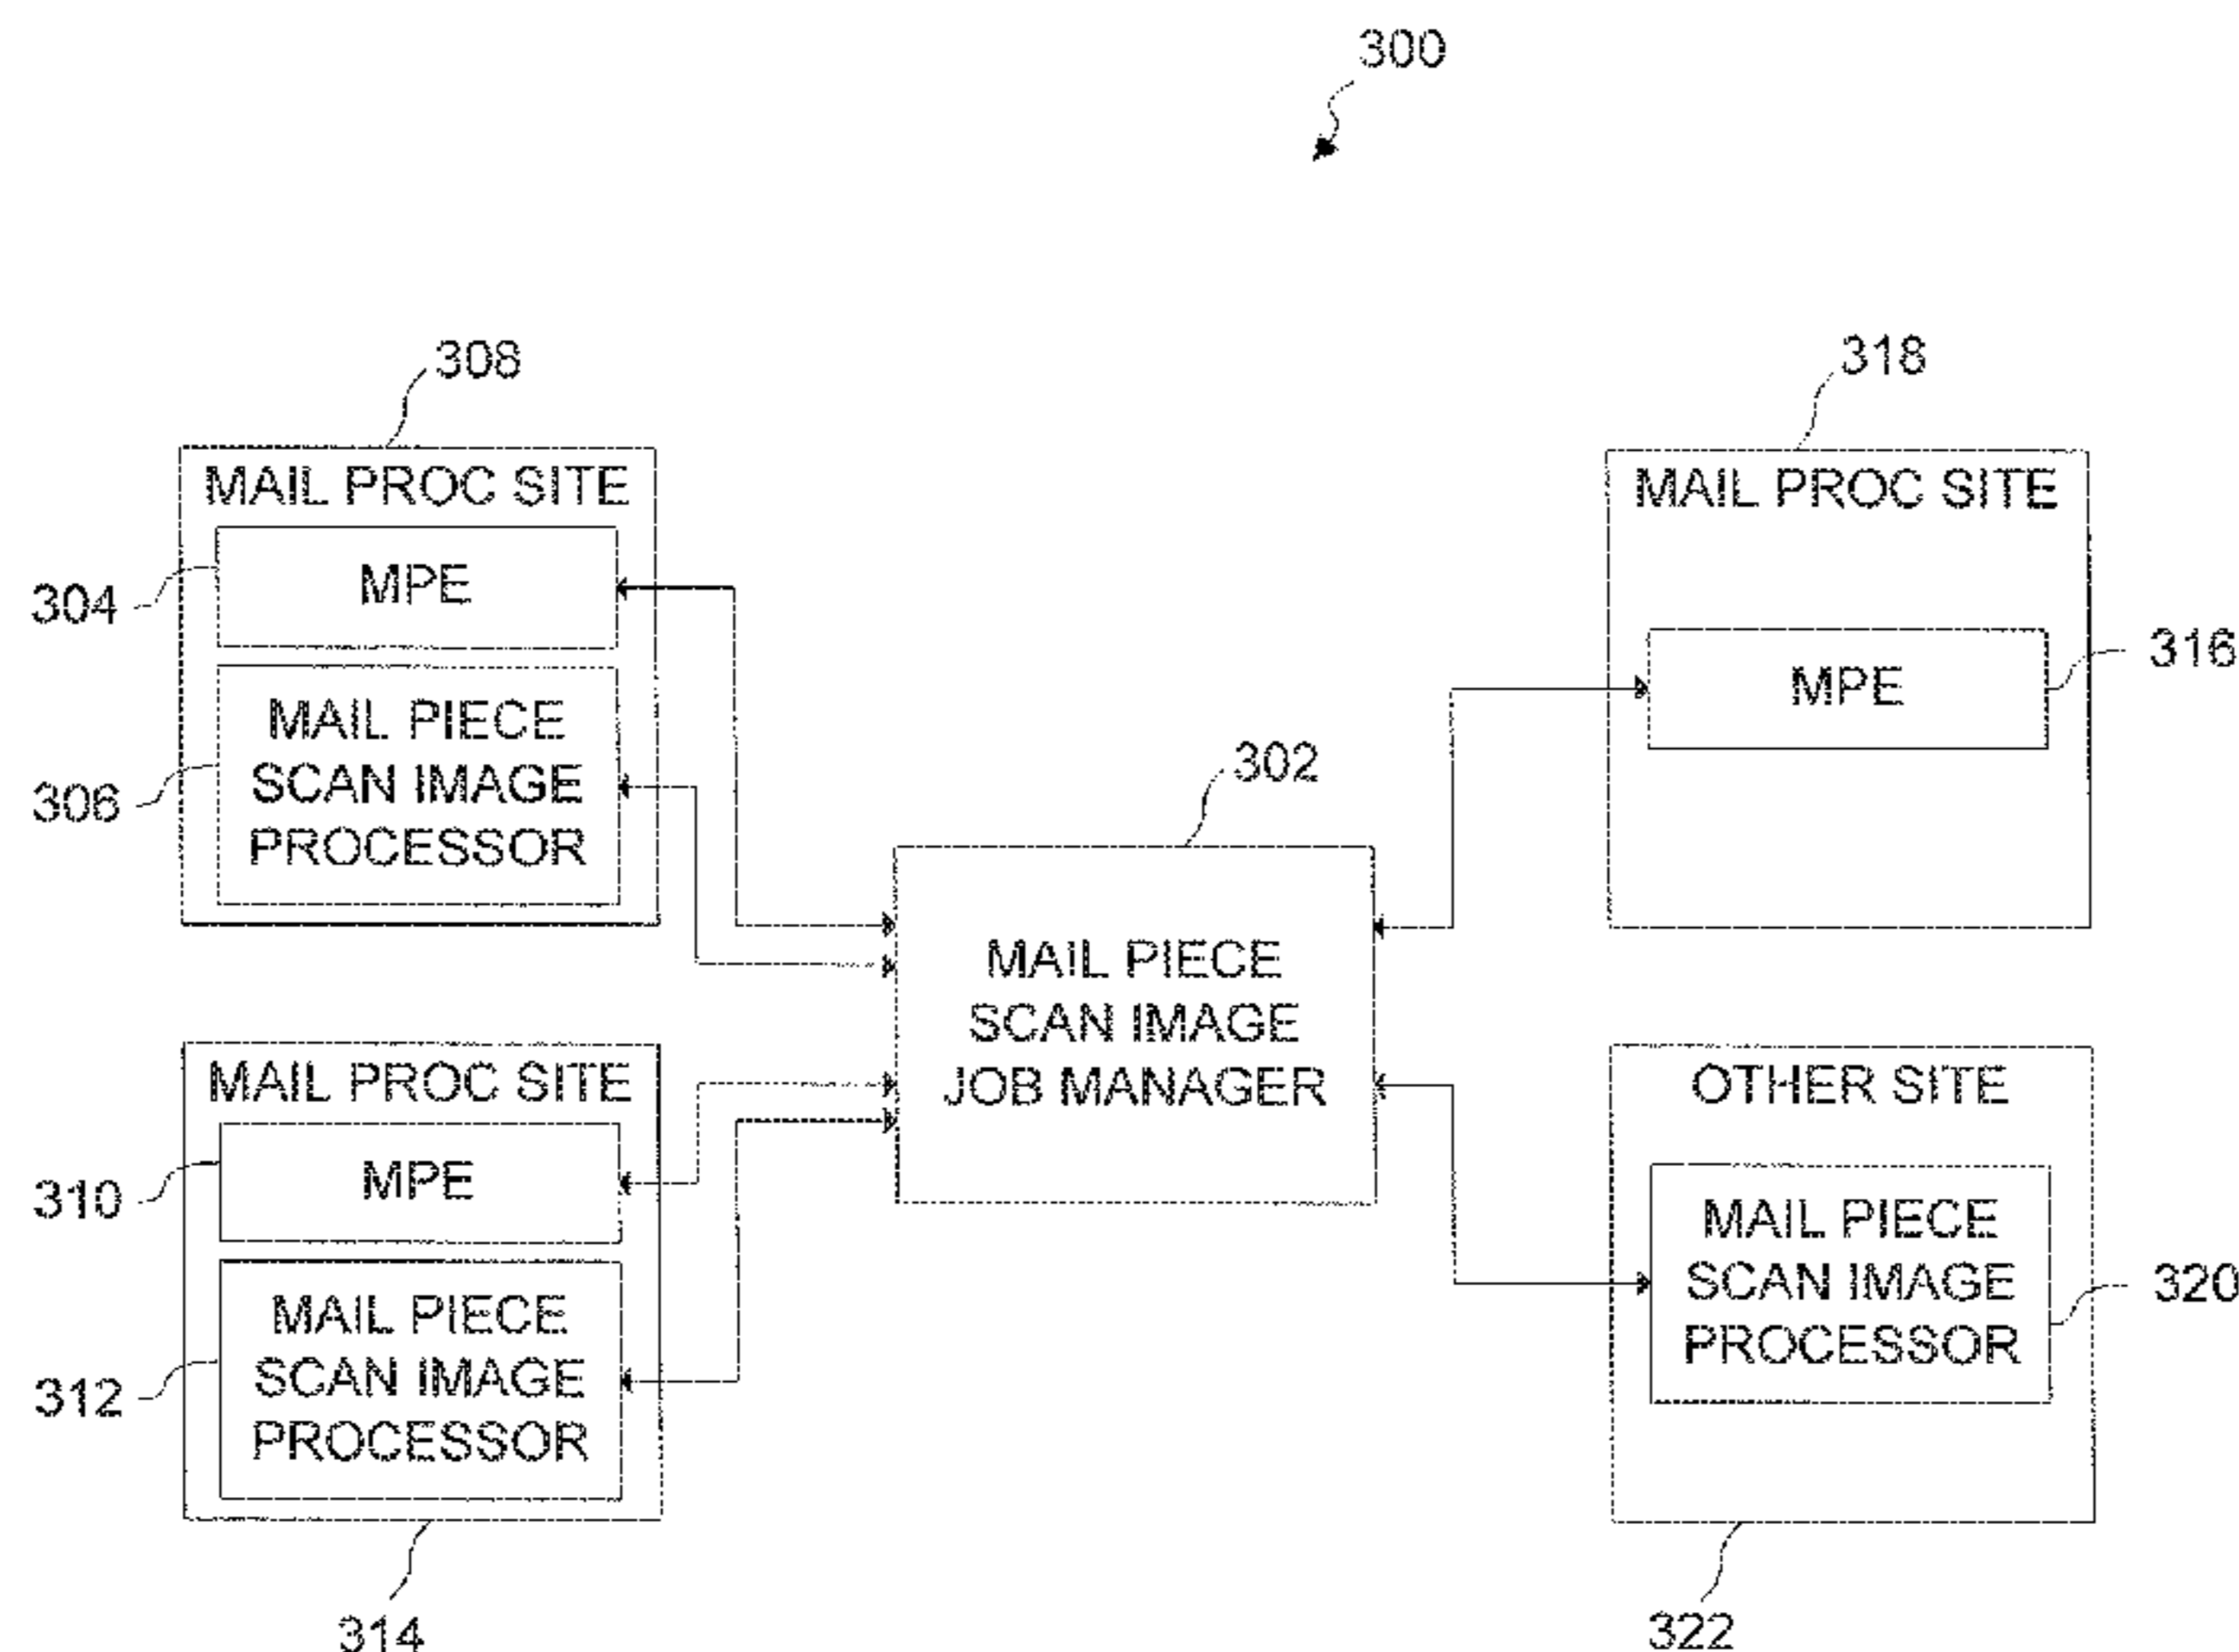 300
308
MAIL PROC SITE
304
MPE
306
MAIL PIECE
SCAN IMAGE
PROCESSOR
318
MAIL PROC SITE
316
MPE
302
MAIL PIECE
SCAN IMAGE
JOB MANAGER
MAIL PROC SITE
310
MPE
312
MAIL PIECE
SCAN IMAGE
PROCESSOR
314
OTHER SITE
MAIL PIECE
SCAN IMAGE
PROCESSOR
320
322